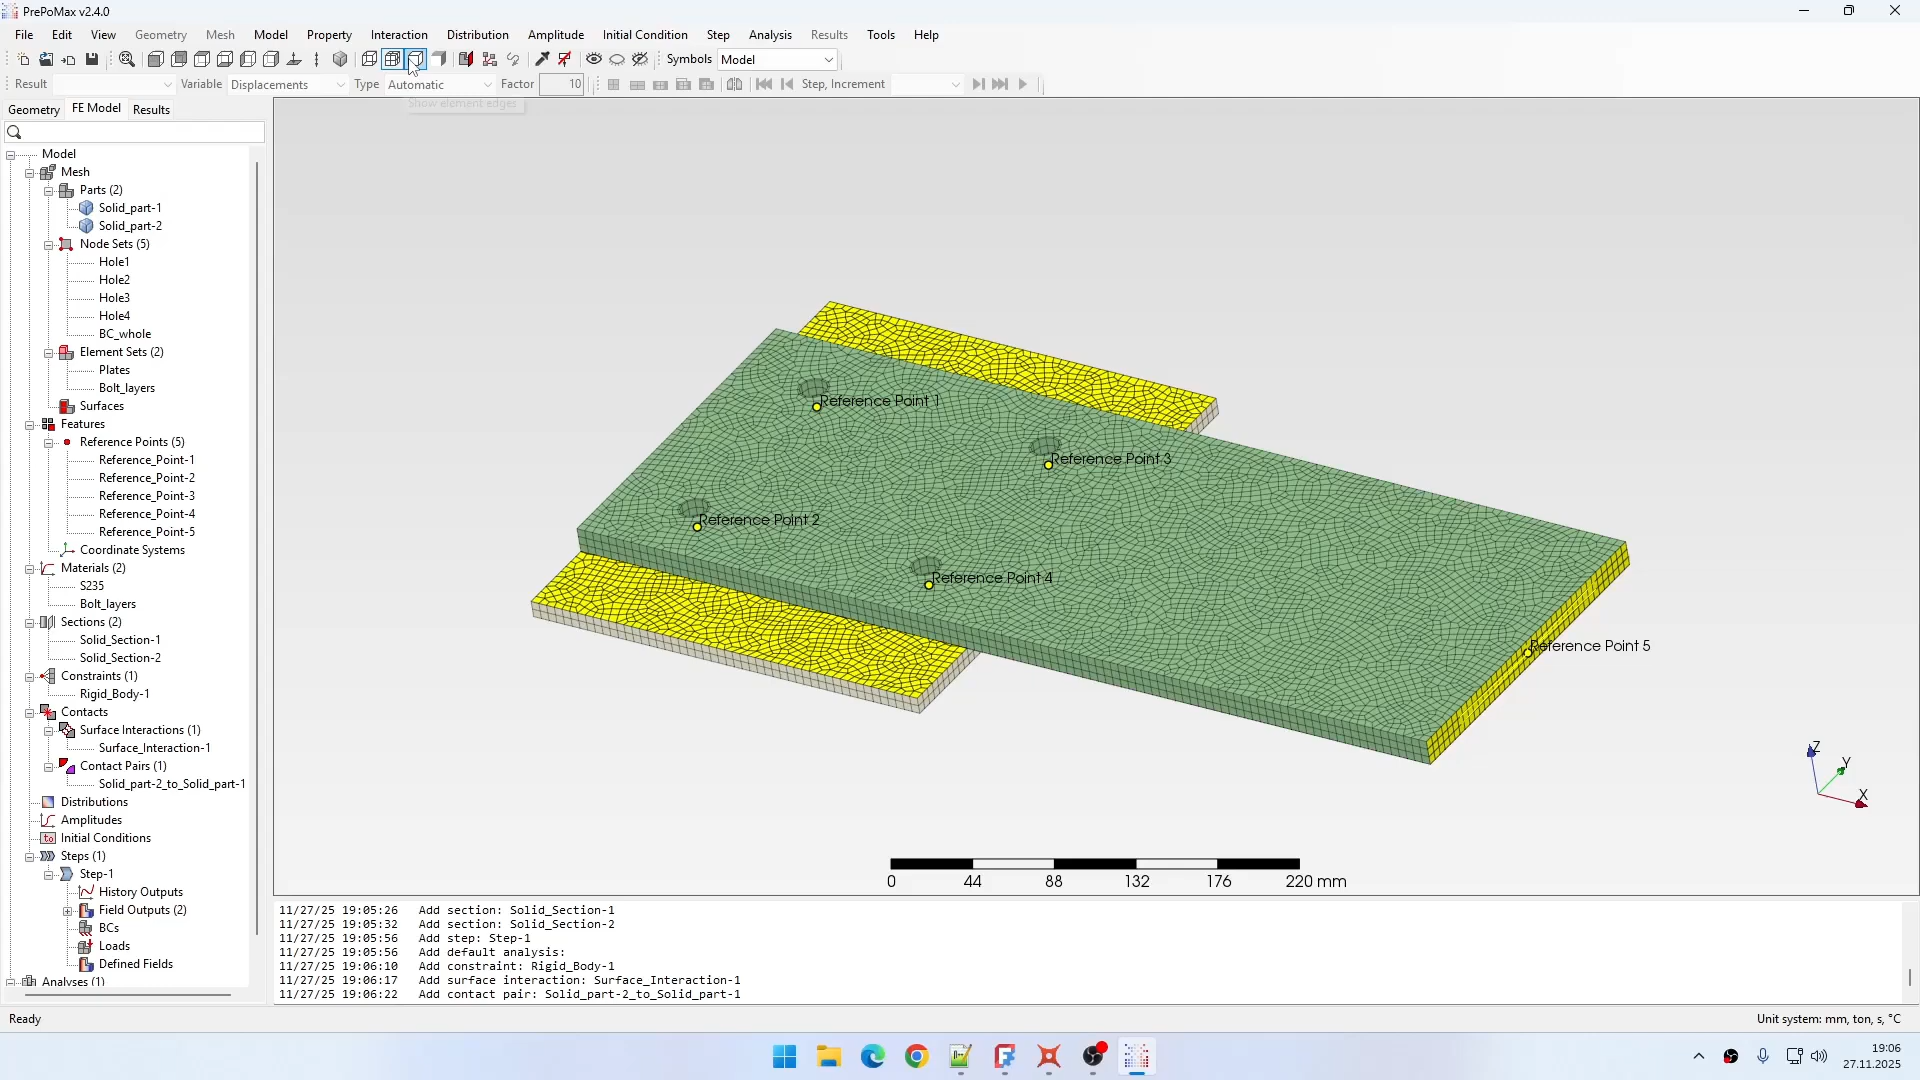 PrePoMax v2.4.0
File Edit View Geometry Mesh Model Property Interaction Distribution Amplitude Initial Condition Step Analysis Results Tools Help
Symbols Model
Result Variable Displacements Type Automatic Factor 10 Step, Increment
Show element edges
Geometry FE Model Results
Model
Mesh
Parts (2)
Solid_part-1
Solid_part-2
Node Sets (5)
Hole1
Hole2
Hole3
Hole4
BC_whole
Element Sets (2)
Plates
Bolt_layers
Surfaces
Features
Reference Points (5)
Reference_Point-1
Reference_Point-2
Reference_Point-3
Reference_Point-4
Reference_Point-5
Coordinate Systems
Materials (2)
S235
Bolt_layers
Sections (2)
Solid_Section-1
Solid_Section-2
Constraints (1)
Rigid_Body-1
Contacts
Surface Interactions (1)
Surface_Interaction-1
Contact Pairs (1)
Solid_part-2_to_Solid_part-1
Distributions
Amplitudes
Initial Conditions
Steps (1)
Step-1
History Outputs
Field Outputs (2)
BCs
Loads
Defined Fields
Analyses (1)
Reference Point 1
Reference Point 3
Reference Point 2
Reference Point 4
Reference Point 5
Z
Y
X
0 44 88 132 176 220 mm
11/27/25 19:05:26 Add section: Solid_Section-1
11/27/25 19:05:32 Add section: Solid_Section-2
11/27/25 19:05:56 Add step: Step-1
11/27/25 19:05:56 Add default analysis:
11/27/25 19:06:10 Add constraint: Rigid_Body-1
11/27/25 19:06:17 Add surface interaction: Surface_Interaction-1
11/27/25 19:06:22 Add contact pair: Solid_part-2_to_Solid_part-1
Ready Unit system: mm, ton, s, °C
19:06
27.11.2025